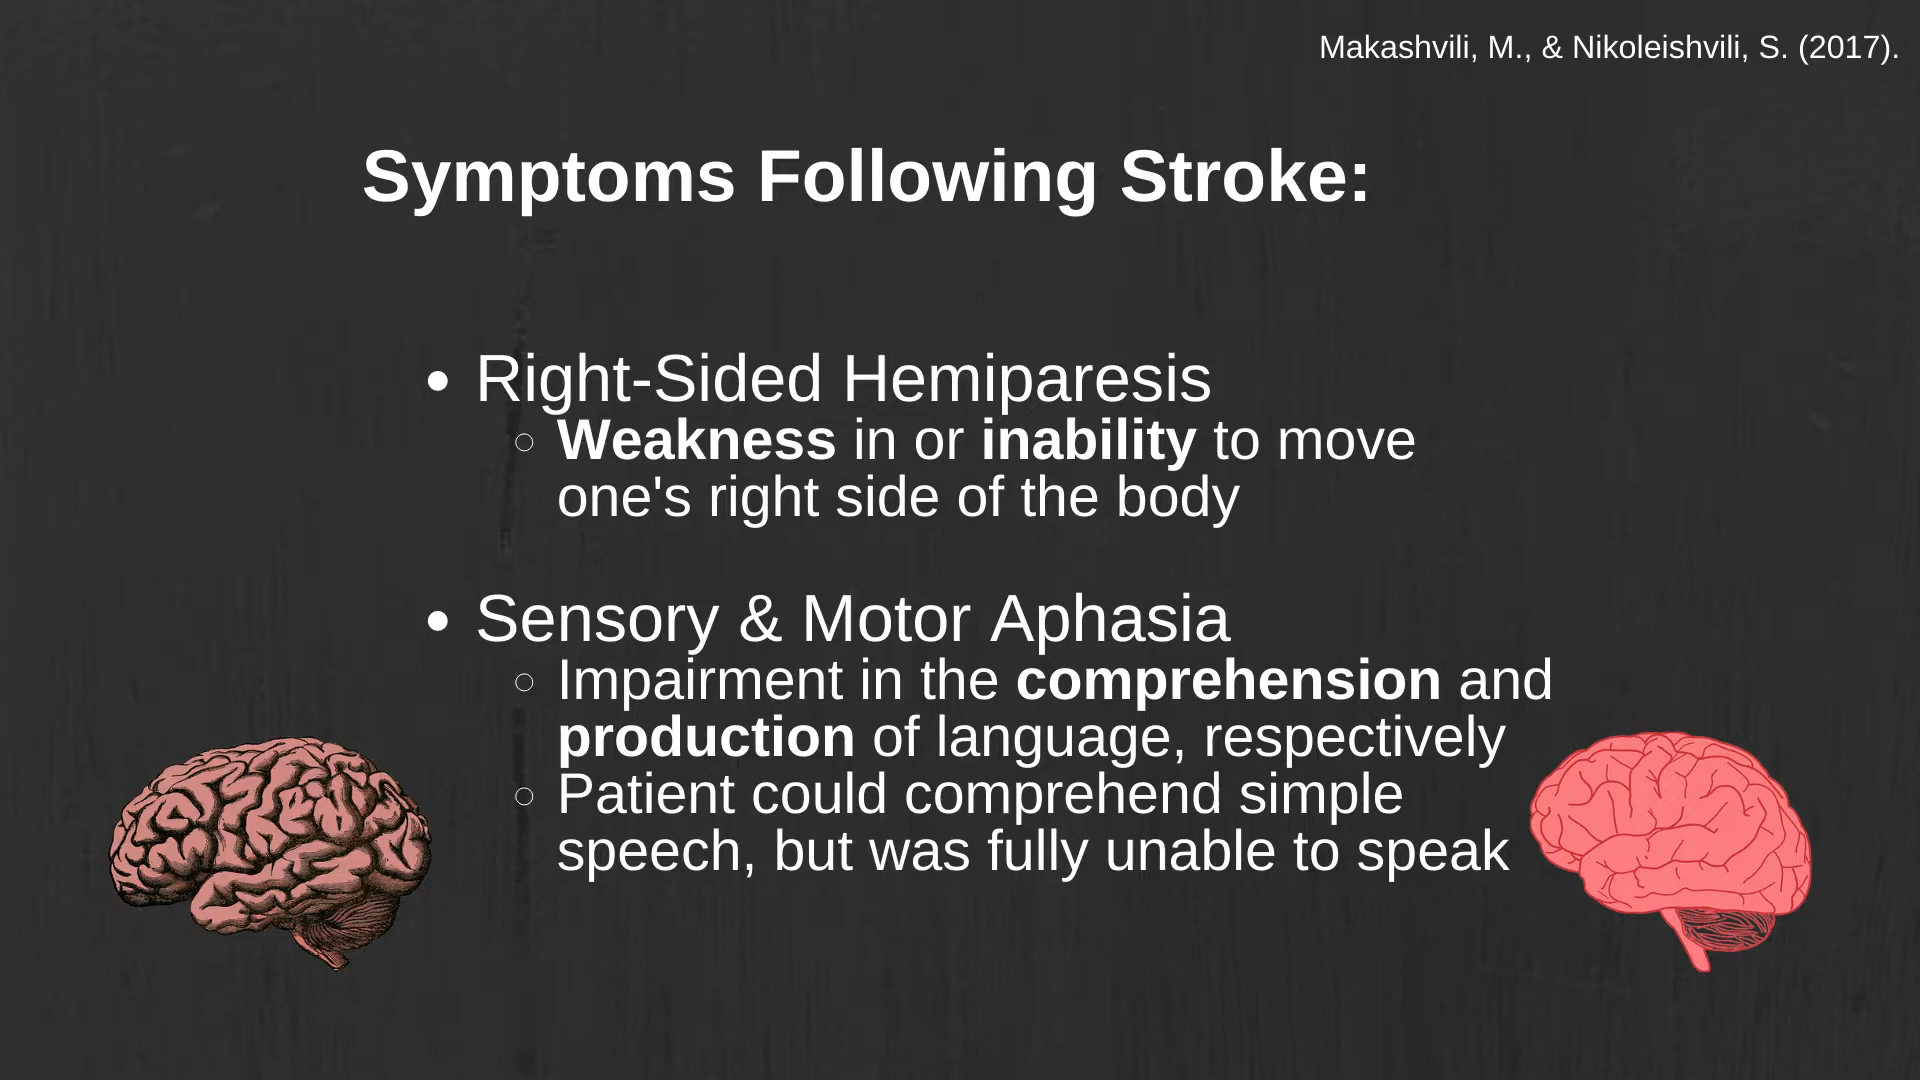 Makashvili, M., & Nikoleishvili, S. (2017).
Symptoms Following Stroke:
• Right-Sided Hemiparesis
○ Weakness in or inability to move
one's right side of the body
• Sensory & Motor Aphasia
○ Impairment in the comprehension and
production of language, respectively
○ Patient could comprehend simple
speech, but was fully unable to speak